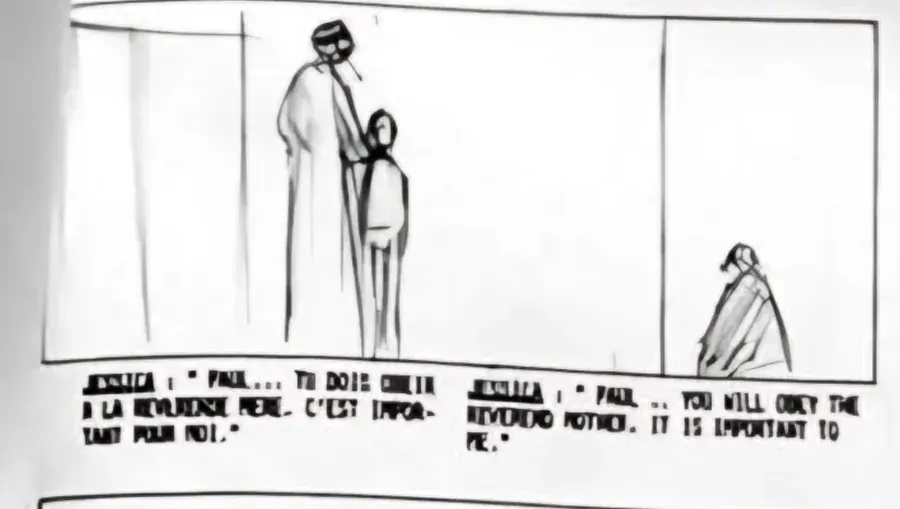 JESSICA : " PAUL... TU DOIS OBEIR
A LA REVERENDE MERE. C'EST IMPOR-
TANT POUR MOI."
JESSICA : " PAUL .. YOU WILL OBEY THE
REVEREND MOTHER. IT IS IMPORTANT TO
ME."